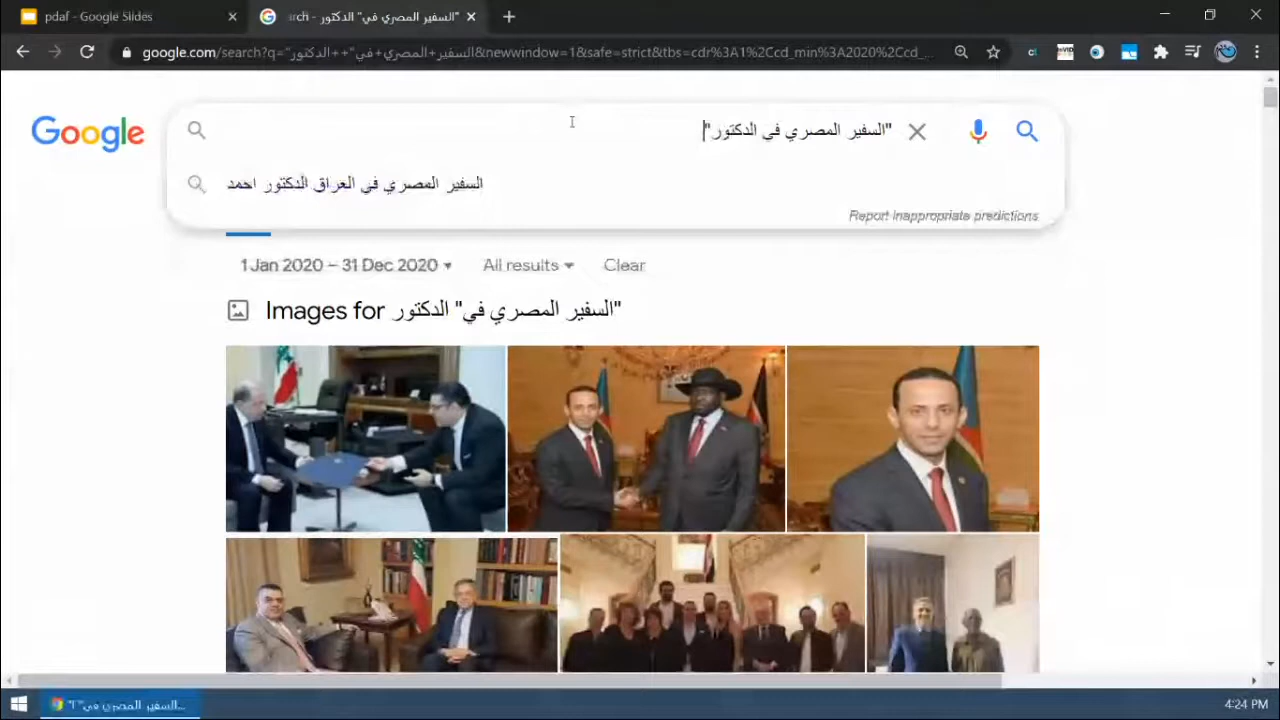 pdaf - Google Slides
"السفير المصري في" الدكتور - arch
google.com/search?q="السفير+المصري+في"++الدكتور&newwindow=1&safe=strict&tbs=cdr%3A1%2Ccd_min%3A2020%2Ccd_...
Google
"السفير المصري في الدكتور"
السفير المصري في العراق الدكتور احمد
Report inappropriate predictions
1 Jan 2020 – 31 Dec 2020
All results
Clear
Images for "السفير المصري في" الدكتور
4:24 PM